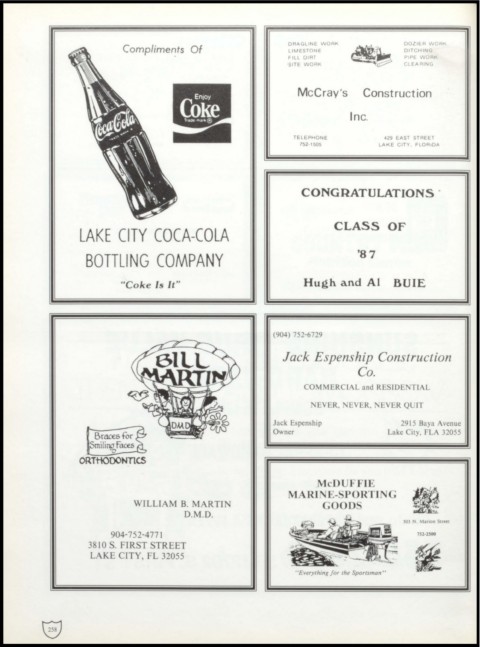 Compliments Of
Enjoy
Coke
Trade-mark ®
Coca-Cola
LAKE CITY COCA-COLA
BOTTLING COMPANY
"Coke Is It"
DRAGLINE WORK
LIMESTONE
FILL DIRT
SITE WORK
DOZIER WORK
DITCHING
PIPE WORK
CLEARING
McCray's Construction
Inc.
TELEPHONE
EAST STREET
LAKE CITY, FLORIDA
CONGRATULATIONS
CLASS OF
'87
Hugh and Al BUIE
BILL
MARTIN
D.M.D.
Braces for
Smiling Faces
ORTHODONTICS
WILLIAM B. MARTIN
D.M.D.
904-752-4771
3810 S. FIRST STREET
LAKE CITY, FL 32055
(904) 752-6729
Jack Espenship Construction
Co.
COMMERCIAL and RESIDENTIAL
NEVER, NEVER, NEVER QUIT
Jack Espenship
Owner
2915 Baya Avenue
Lake City, FLA 32055
McDUFFIE
MARINE-SPORTING
GOODS
N. Marion Street
"Everything for the Sportsman"